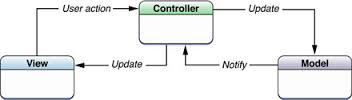 User action
Controller
Update
View
Update
Notify
Model